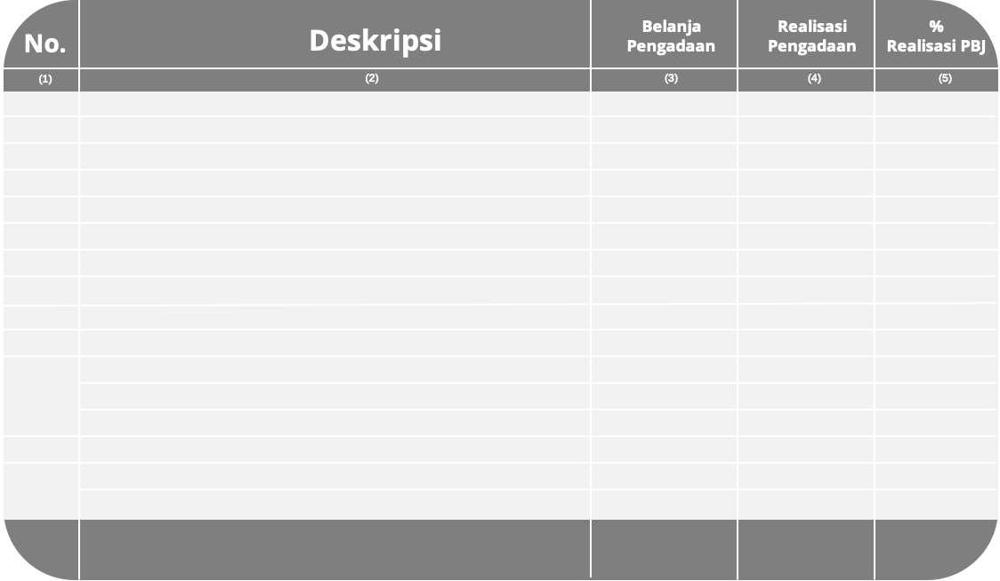 No.
Deskripsi
Belanja
Pengadaan
Realisasi
Pengadaan
%
Realisasi PBJ
(1)
(2)
(3)
(4)
(5)